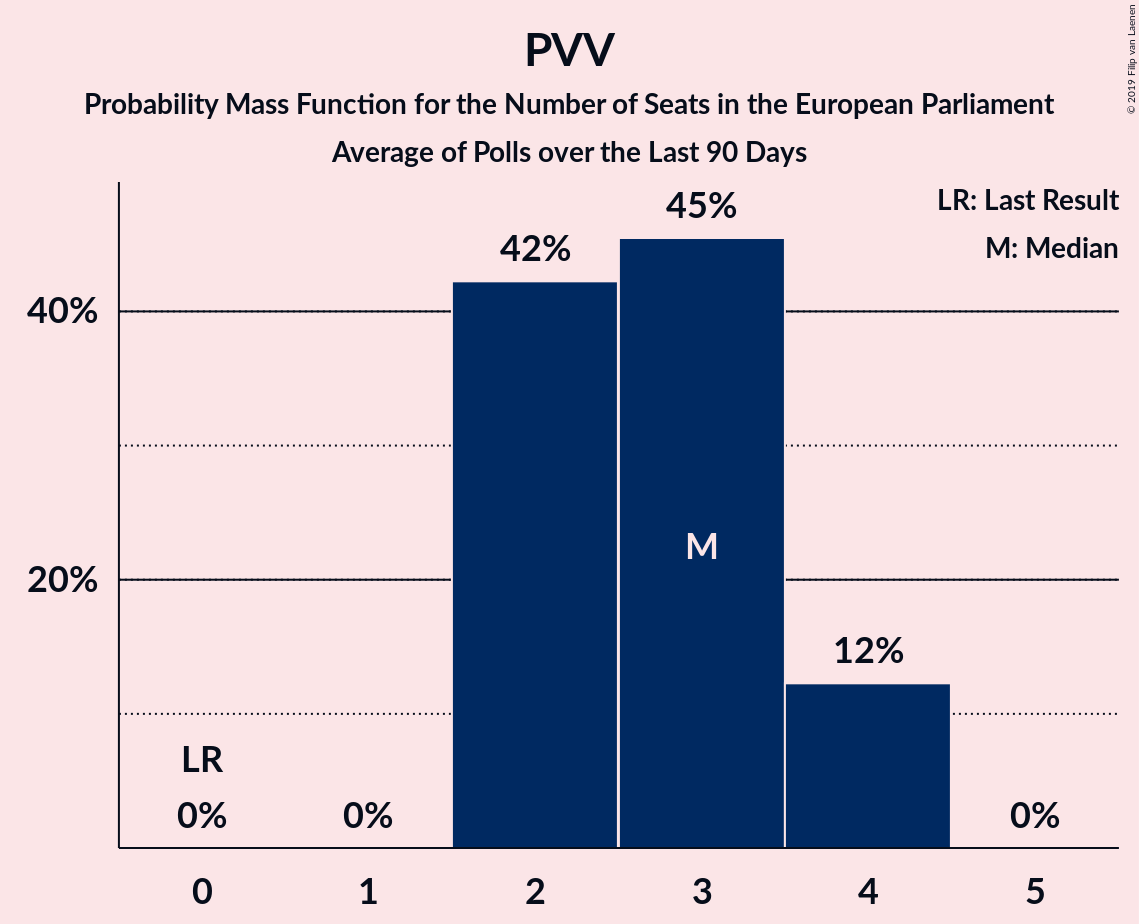 PVV
Probability Mass Function for the Number of Seats in the European Parliament
Average of Polls over the Last 90 Days
© 2019 Filip van Laenen
LR: Last Result
M: Median
45%
42%
40%
M
20%
12%
LR
0%
0%
0%
0 1 2 3 4 5